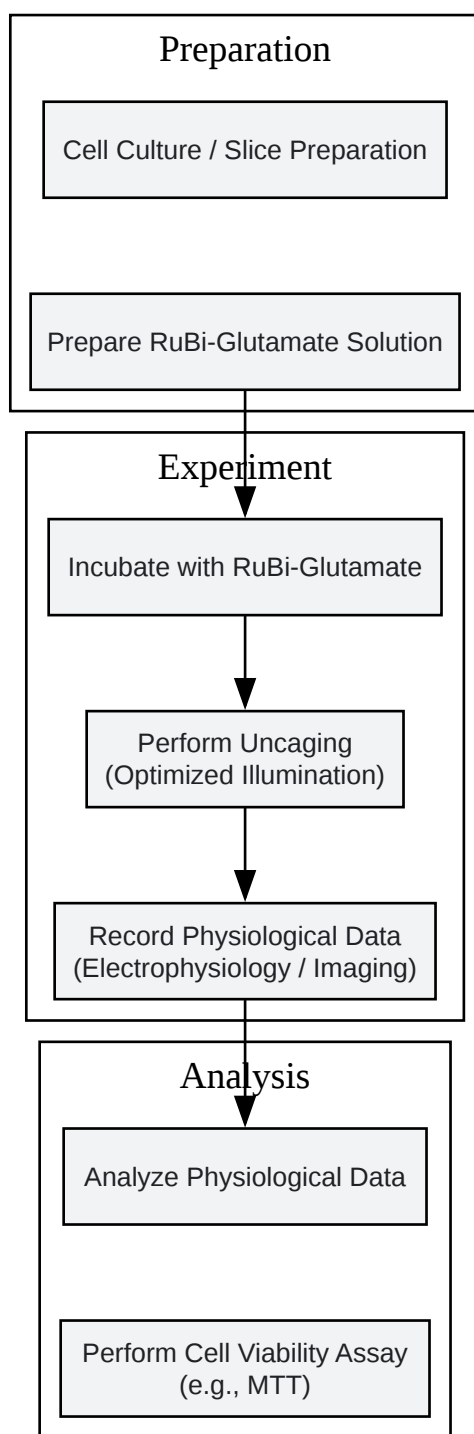 Preparation
Cell Culture / Slice Preparation
Prepare RuBi-Glutamate Solution
Experiment
Incubate with RuBi-Glutamate
Perform Uncaging
(Optimized Illumination)
Record Physiological Data
(Electrophysiology / Imaging)
Analysis
Analyze Physiological Data
Perform Cell Viability Assay
(e.g., MTT)